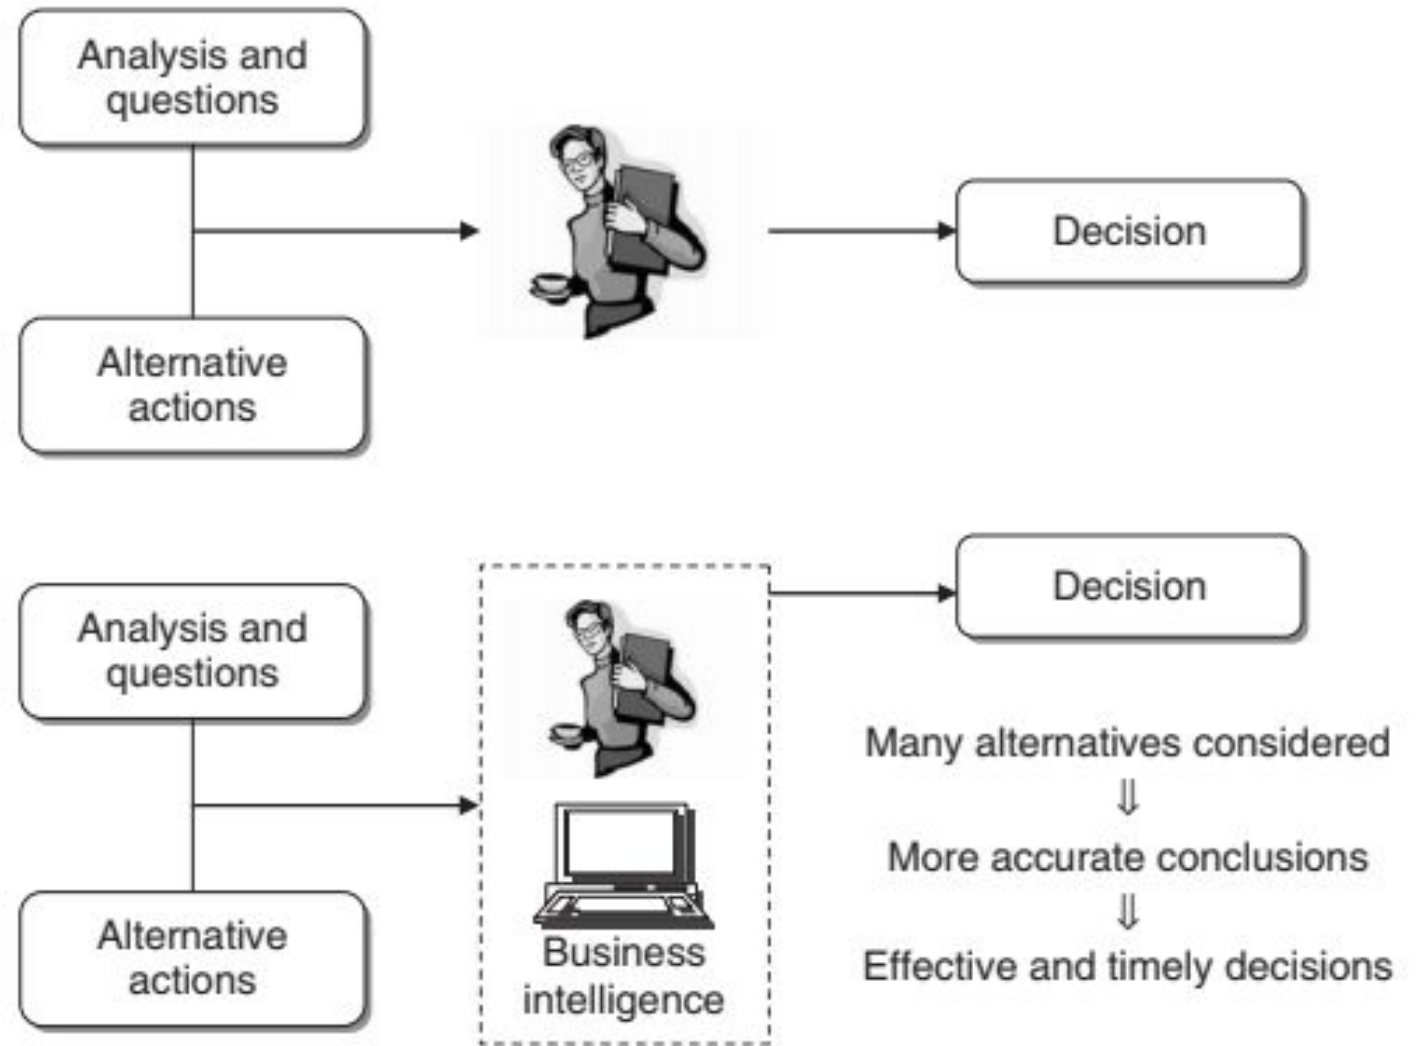 Analysis and
questions
Decision
Alternative
actions
Analysis and
questions
Decision
Many alternatives considered
⇓
More accurate conclusions
⇓
Effective and timely decisions
Alternative
actions
Business
intelligence